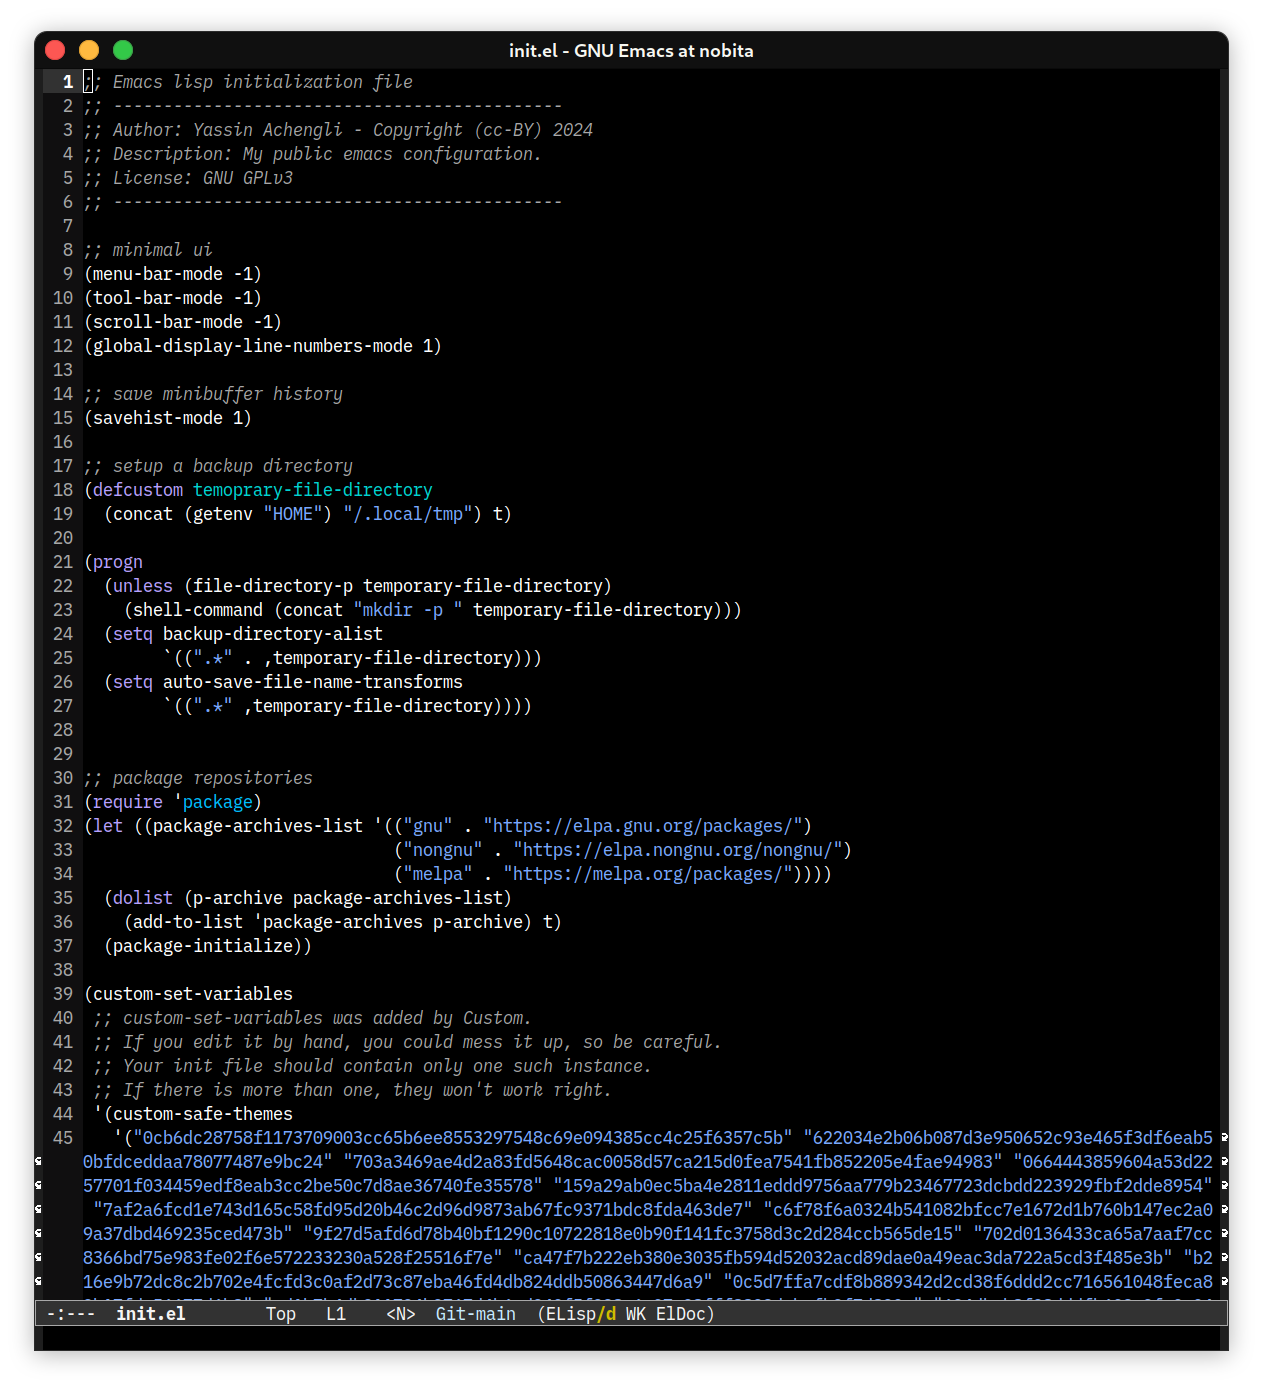 init.el - GNU Emacs at nobita
1 ;; Emacs lisp initialization file
2 ;; ---------------------------------------------
3 ;; Author: Yassin Achengli - Copyright (cc-BY) 2024
4 ;; Description: My public emacs configuration.
5 ;; License: GNU GPLv3
6 ;; ---------------------------------------------
7
8 ;; minimal ui
9 (menu-bar-mode -1)
10 (tool-bar-mode -1)
11 (scroll-bar-mode -1)
12 (global-display-line-numbers-mode 1)
13
14 ;; save minibuffer history
15 (savehist-mode 1)
16
17 ;; setup a backup directory
18 (defcustom temoprary-file-directory
19   (concat (getenv "HOME") "/.local/tmp") t)
20
21 (progn
22   (unless (file-directory-p temporary-file-directory)
23     (shell-command (concat "mkdir -p " temporary-file-directory)))
24   (setq backup-directory-alist
25         `((".*" . ,temporary-file-directory)))
26   (setq auto-save-file-name-transforms
27         `((".*" ,temporary-file-directory))))
28
29
30 ;; package repositories
31 (require 'package)
32 (let ((package-archives-list '(("gnu" . "https://elpa.gnu.org/packages/")
33                                ("nongnu" . "https://elpa.nongnu.org/nongnu/")
34                                ("melpa" . "https://melpa.org/packages/"))))
35   (dolist (p-archive package-archives-list)
36     (add-to-list 'package-archives p-archive) t)
37   (package-initialize))
38
39 (custom-set-variables
40  ;; custom-set-variables was added by Custom.
41  ;; If you edit it by hand, you could mess it up, so be careful.
42  ;; Your init file should contain only one such instance.
43  ;; If there is more than one, they won't work right.
44  '(custom-safe-themes
45    '("0cb6dc28758f1173709003cc65b6ee8553297548c69e094385cc4c25f6357c5b" "622034e2b06b087d3e950652c93e465f3df6eab5
0bfdceddaa78077487e9bc24" "703a3469ae4d2a83fd5648cac0058d57ca215d0fea7541fb852205e4fae94983" "0664443859604a53d22
57701f034459edf8eab3cc2be50c7d8ae36740fe35578" "159a29ab0ec5ba4e2811eddd9756aa779b23467723dcbdd223929fbf2dde8954"
"7af2a6fcd1e743d165c58fd95d20b46c2d96d9873ab67fc9371bdc8fda463de7" "c6f78f6a0324b541082bfcc7e1672d1b760b147ec2a0
9a37dbd469235ced473b" "9f27d5afd6d78b40bf1290c10722818e0b90f141fc3758d3c2d284ccb565de15" "702d0136433ca65a7aaf7cc
8366bd75e983fe02f6e572233230a528f25516f7e" "ca47f7b222eb380e3035fb594d52032acd89dae0a49eac3da722a5cd3f485e3b" "b2
16e9b72dc8c2b702e4fcfd3c0af2d73c87eba46fd4db824ddb50863447d6a9" "0c5d7ffa7cdf8b889342d2cd38f6ddd2cc716561048feca8
-:---  init.el        Top   L1    <N>  Git-main  (ELisp/d WK ElDoc)